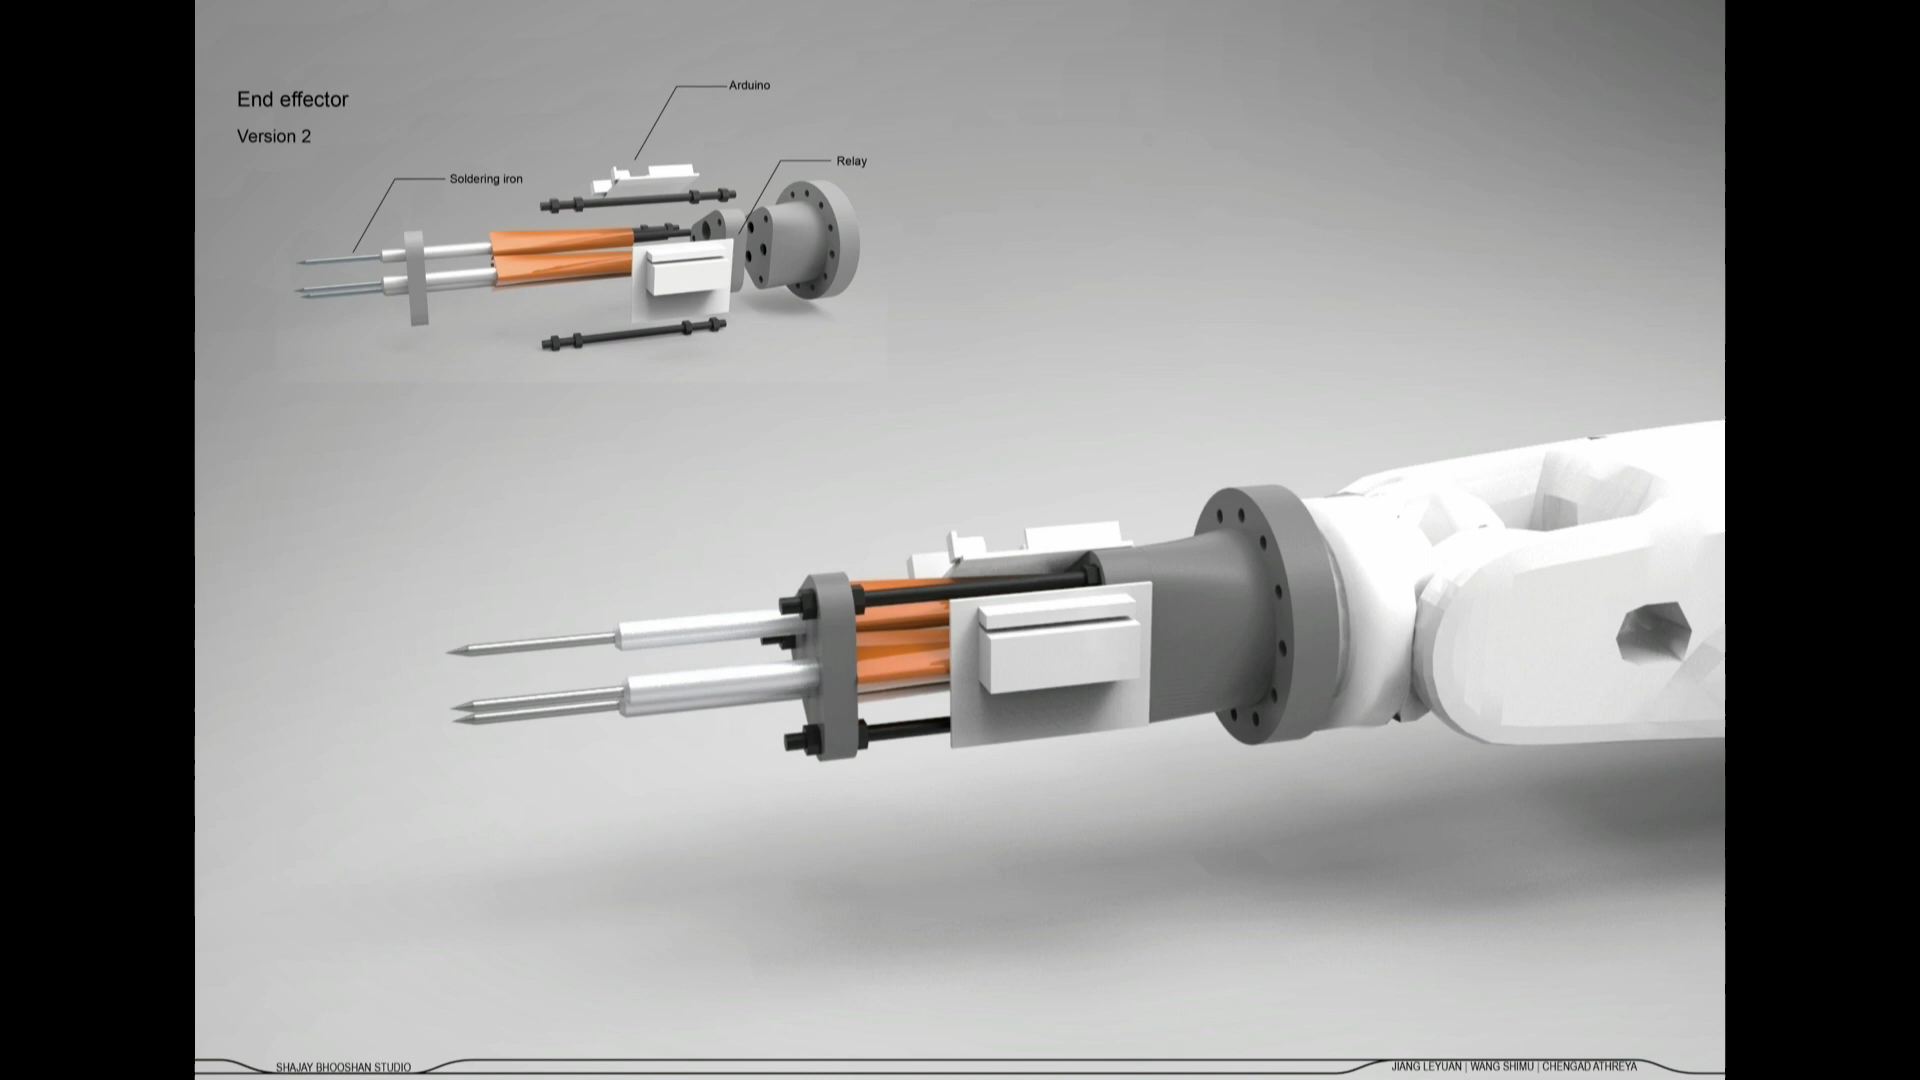 End effector
Version 2
Arduino
Relay
Soldering iron
SHAJAY BHOOSHAN STUDIO
JIANG LEYUAN | WANG SHIMU | CHENGAD ATHREYA